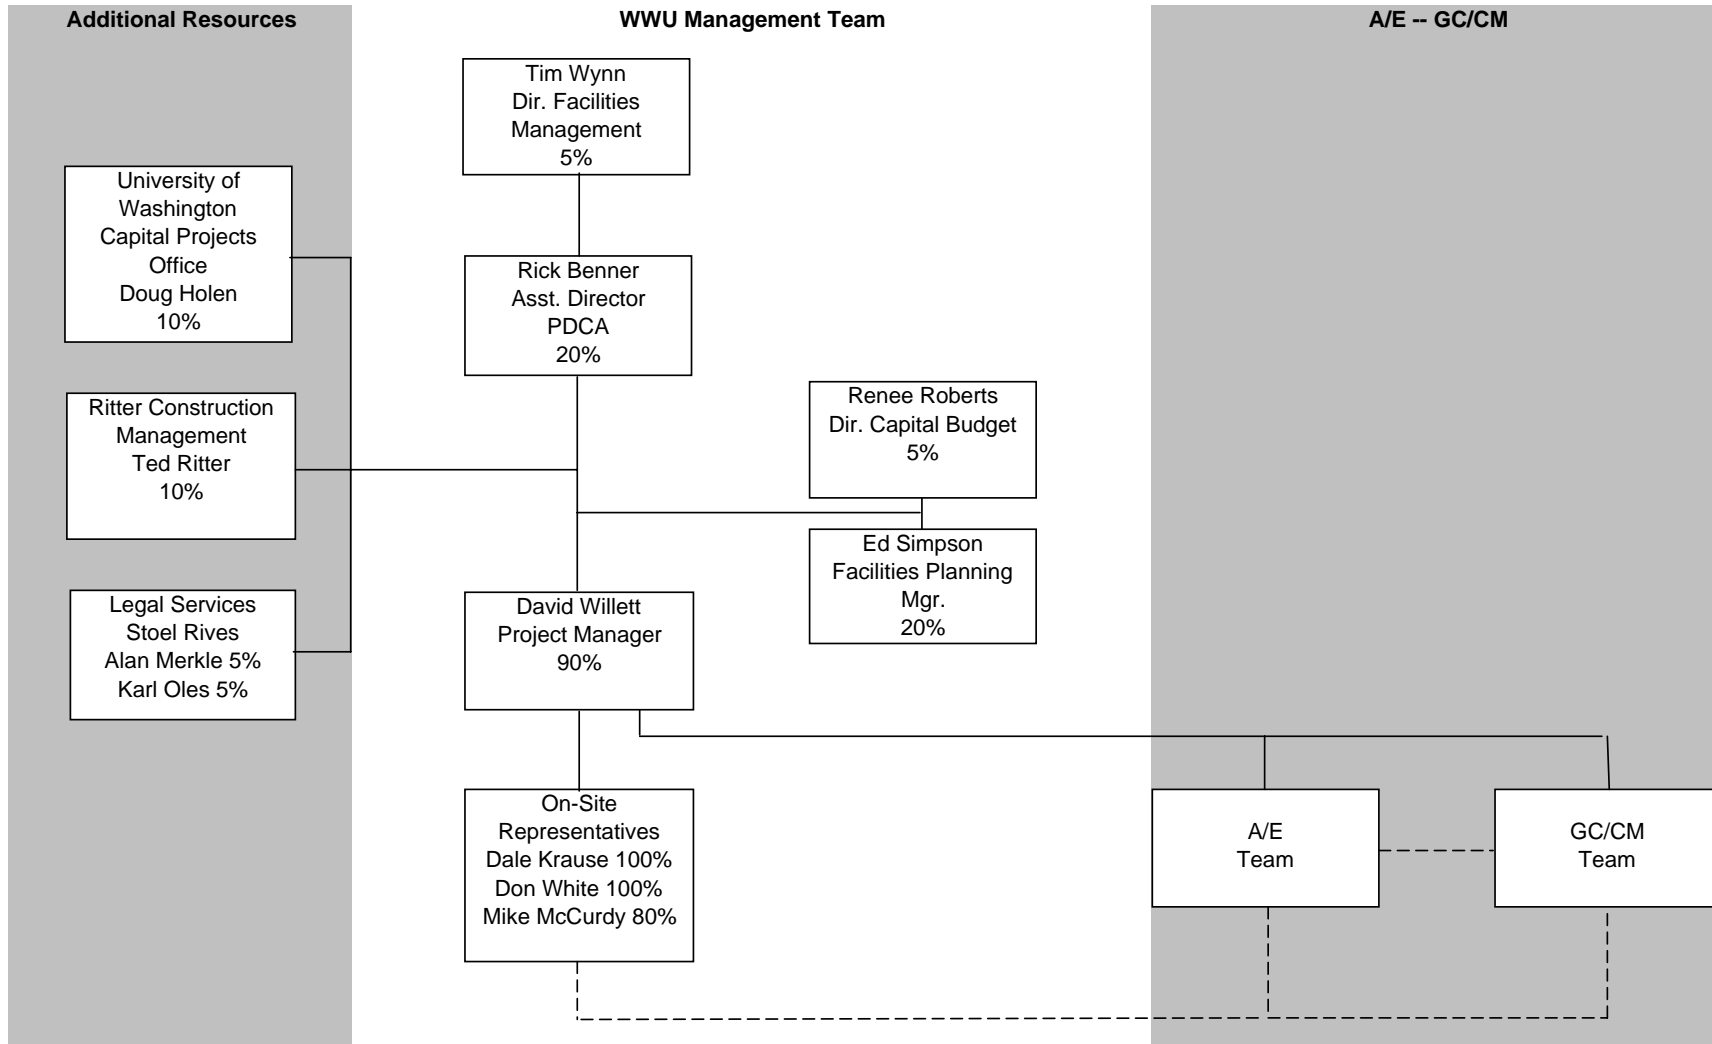 Additional Resources
WWU Management Team
A/E -- GC/CM
Tim Wynn
Dir. Facilities
Management
5%
University of
Washington
Capital Projects
Office
Doug Holen
10%
Rick Benner
Asst. Director
PDCA
20%
Ritter Construction
Management
Ted Ritter
10%
Renee Roberts
Dir. Capital Budget
5%
Ed Simpson
Facilities Planning
Mgr.
20%
Legal Services
Stoel Rives
Alan Merkle 5%
Karl Oles 5%
David Willett
Project Manager
90%
On-Site
Representatives
Dale Krause 100%
Don White 100%
Mike McCurdy 80%
A/E
Team
GC/CM
Team